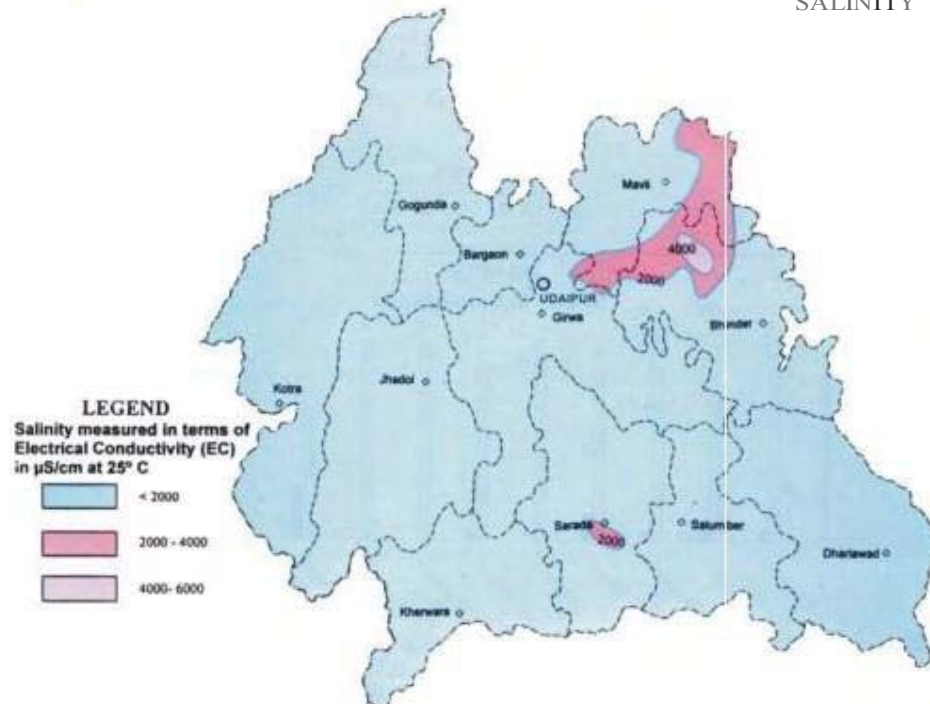 SALINITY
Mavli
Gogunda
4000
Bargaon
2000
UDAIPUR
Girwa
Bhinder
Jhadol
Kotra
LEGEND
Salinity measured in terms of
Electrical Conductivity (EC)
in µS/cm at 25° C
< 2000
2000 - 4000
4000- 6000
Sarada
Salumber
2000
Dhariawad
Kherwara